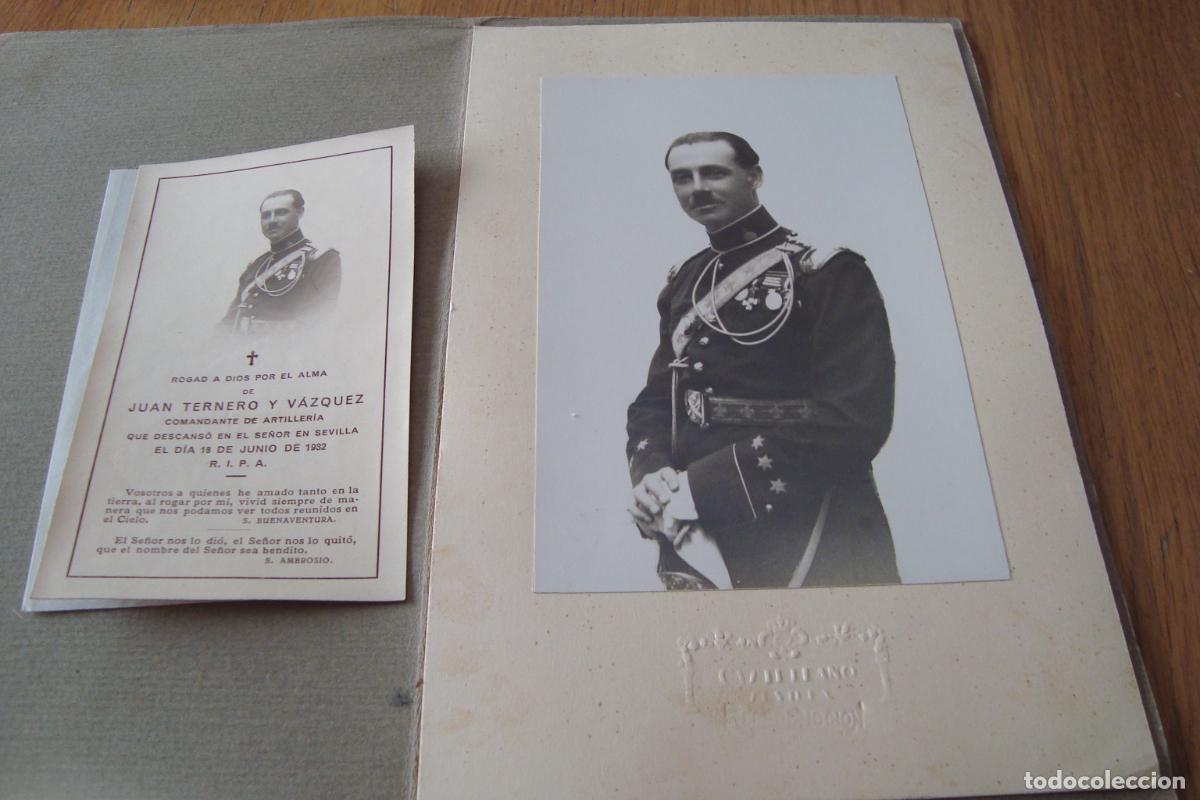 ✝
ROGAD A DIOS POR EL ALMA
DE
JUAN TERNERO Y VÁZQUEZ
COMANDANTE DE ARTILLERÍA
QUE DESCANSÓ EN EL SEÑOR EN SEVILLA
EL DÍA 18 DE JUNIO DE 1932
R. I. P. A.
Vosotros a quienes he amado tanto en la
tierra, al rogar por mí, vivid siempre de ma-
nera que nos podamos ver todos reunidos en
el Cielo. S. BUENAVENTURA.
El Señor nos lo dió, el Señor nos lo quitó,
que el nombre del Señor sea bendito.
S. AMBROSIO.
SEVILLA
todocoleccion